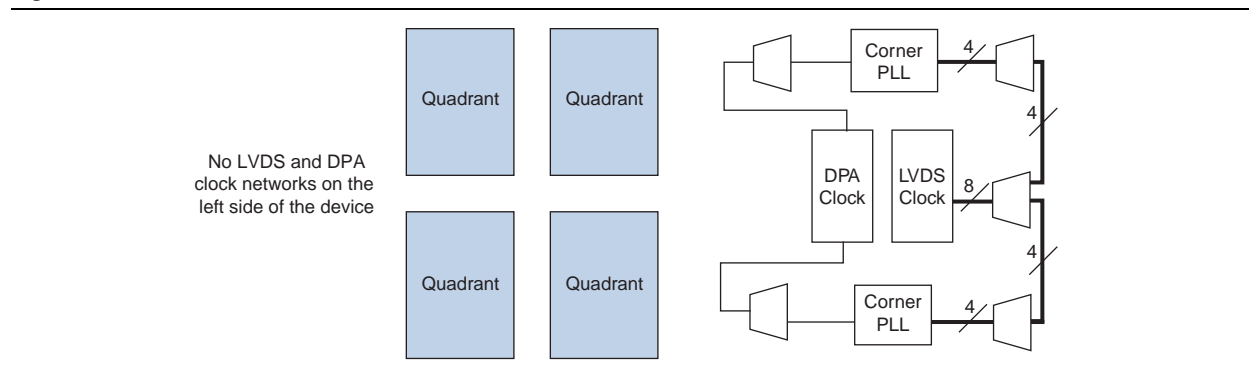 Quadrant
Quadrant
Corner
PLL
4
4
No LVDS and DPA
clock networks on the
left side of the device
DPA
Clock
LVDS
Clock
8
4
Quadrant
Quadrant
Corner
PLL
4